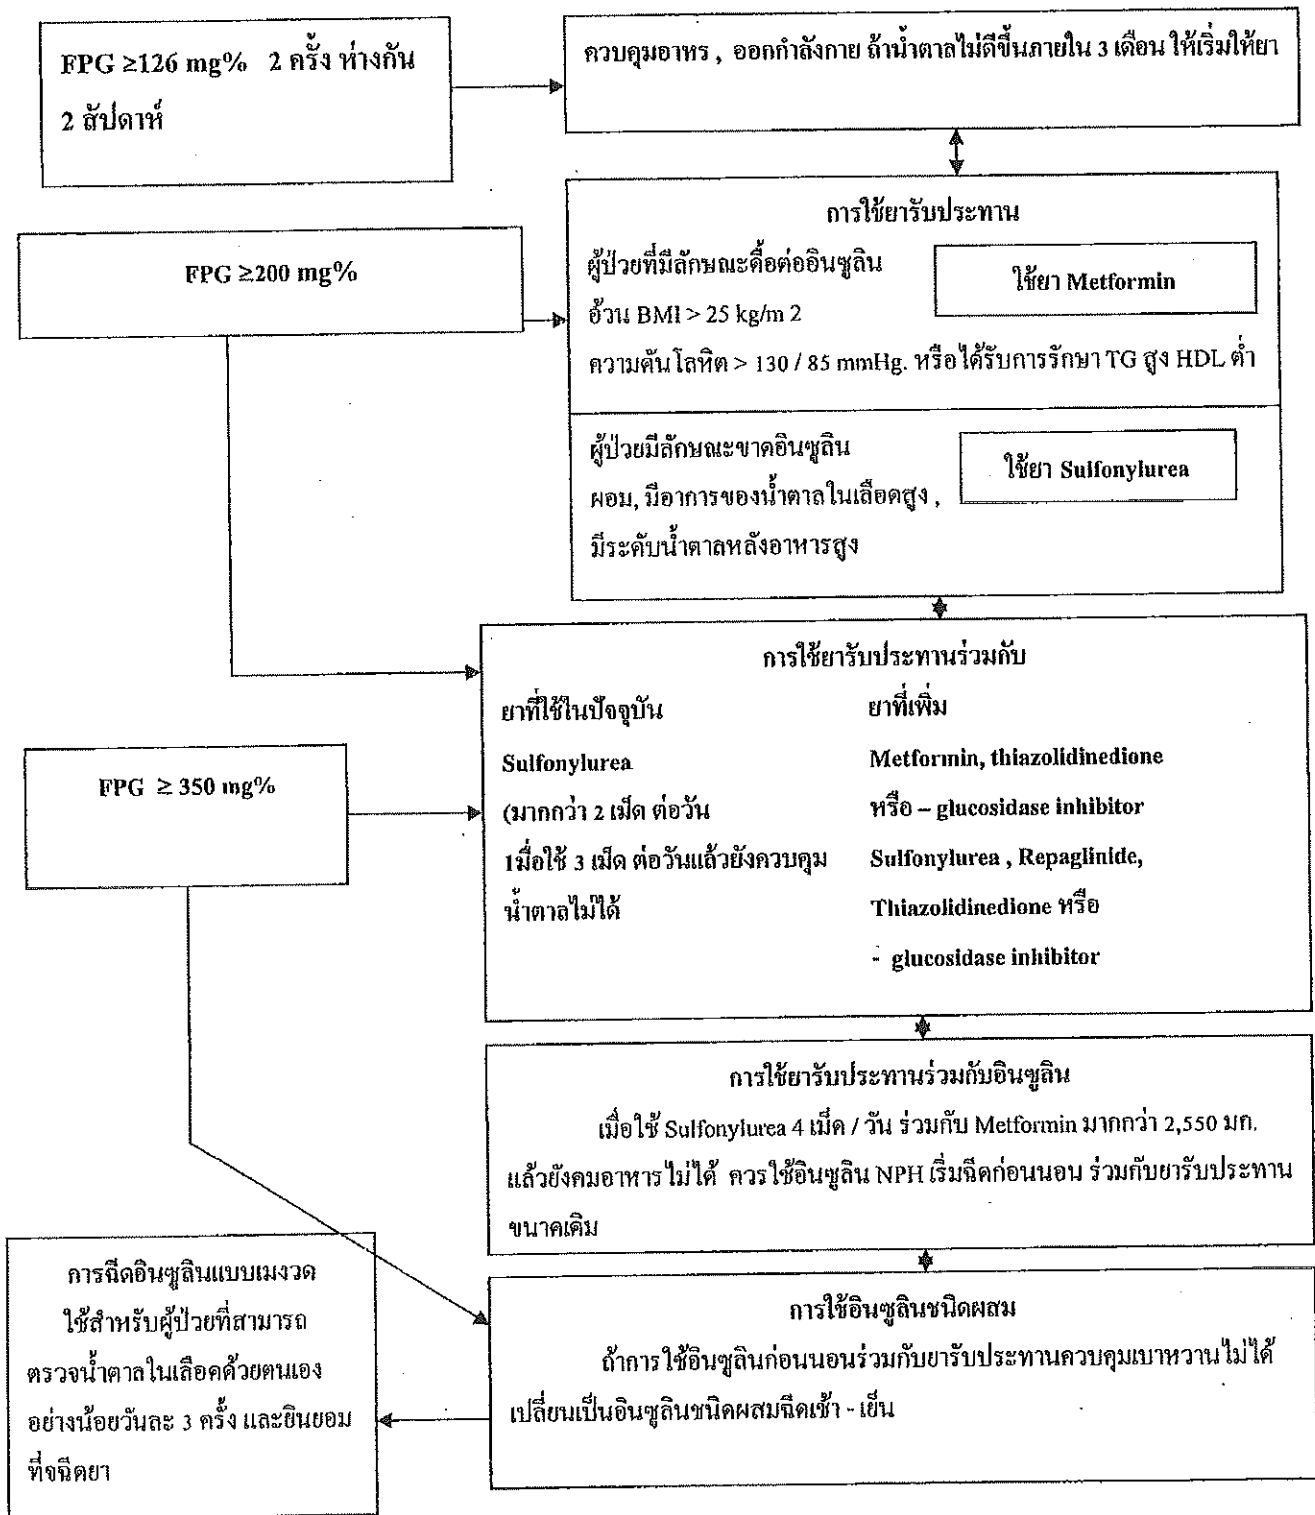 FPG ≥126 mg% 2 ครั้ง ห่างกัน
2 สัปดาห์
ควบคุมอาหร , ออกกำลังกาย ถ้าน้ำตาลไม่ดีขึ้นภายใน 3 เดือน ให้เริ่มให้ยา
FPG ≥200 mg%
การใช้ยารับประทาน
ผู้ป่วยที่มีลักษณะดื้อต่ออินซูลิน
ใช้ยา Metformin
อ้วน BMI > 25 kg/m 2
ความดันโลหิต > 130 / 85 mmHg. หรือได้รับการรักษา TG สูง HDL ต่ำ
ผู้ป่วยมีลักษณะขาดอินซูลิน
ใช้ยา Sulfonylurea
ผอม, มีอาการของน้ำตาลในเลือดสูง ,
มีระดับน้ำตาลหลังอาหารสูง
การใช้ยารับประทานร่วมกับ
ยาที่ใช้ในปัจจุบัน
Sulfonylurea
(มากกว่า 2 เม็ด ต่อวัน
1มื่อใช้ 3 เม็ด ต่อวันแล้วยังควบคุม
น้ำตาลไม่ได้
ยาที่เพิ่ม
Metformin, thiazolidinedione
หรือ – glucosidase inhibitor
Sulfonylurea , Repaglinide,
Thiazolidinedione หรือ
- glucosidase inhibitor
FPG ≥ 350 mg%
การใช้ยารับประทานร่วมกับอินซูลิน
เมื่อใช้ Sulfonylurea 4 เม็ด / วัน ร่วมกับ Metformin มากกว่า 2,550 มก.
แล้วยังคมอาหารไม่ได้ ควรใช้อินซูลิน NPH เริ่มฉีดก่อนนอน ร่วมกับยารับประทาน
ขนาดเดิม
การใช้อินซูลินชนิดผสม
ถ้าการใช้อินซูลินก่อนนอนร่วมกับยารับประทานควบคุมเบาหวานไม่ได้
เปลี่ยนเป็นอินซูลินชนิดผสมฉีดเช้า - เย็น
การฉีดอินซูลินแบบเมงวด
ใช้สำหรับผู้ป่วยที่สามารถ
ตรวจน้ำตาลในเลือดด้วยตนเอง
อย่างน้อยวันละ 3 ครั้ง และยินยอม
ที่จฉีดยา